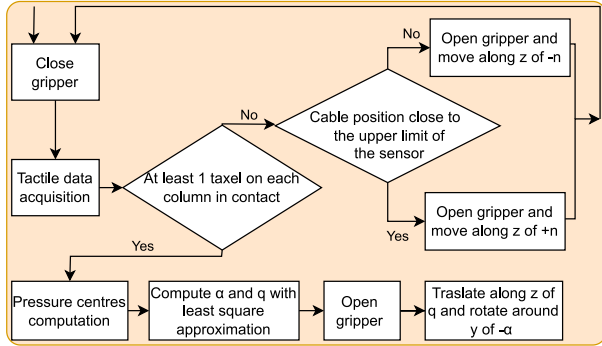 Close
gripper
Tactile data
acquisition
At least 1 taxel on each
column in contact
No
Cable position close to
the upper limit of
the sensor
No
Open gripper and
move along z of -n
Yes
Open gripper and
move along z of +n
Yes
Pressure centres
computation
Compute α and q with
least square
approximation
Open
gripper
Traslate along z of
q and rotate around
y of -α